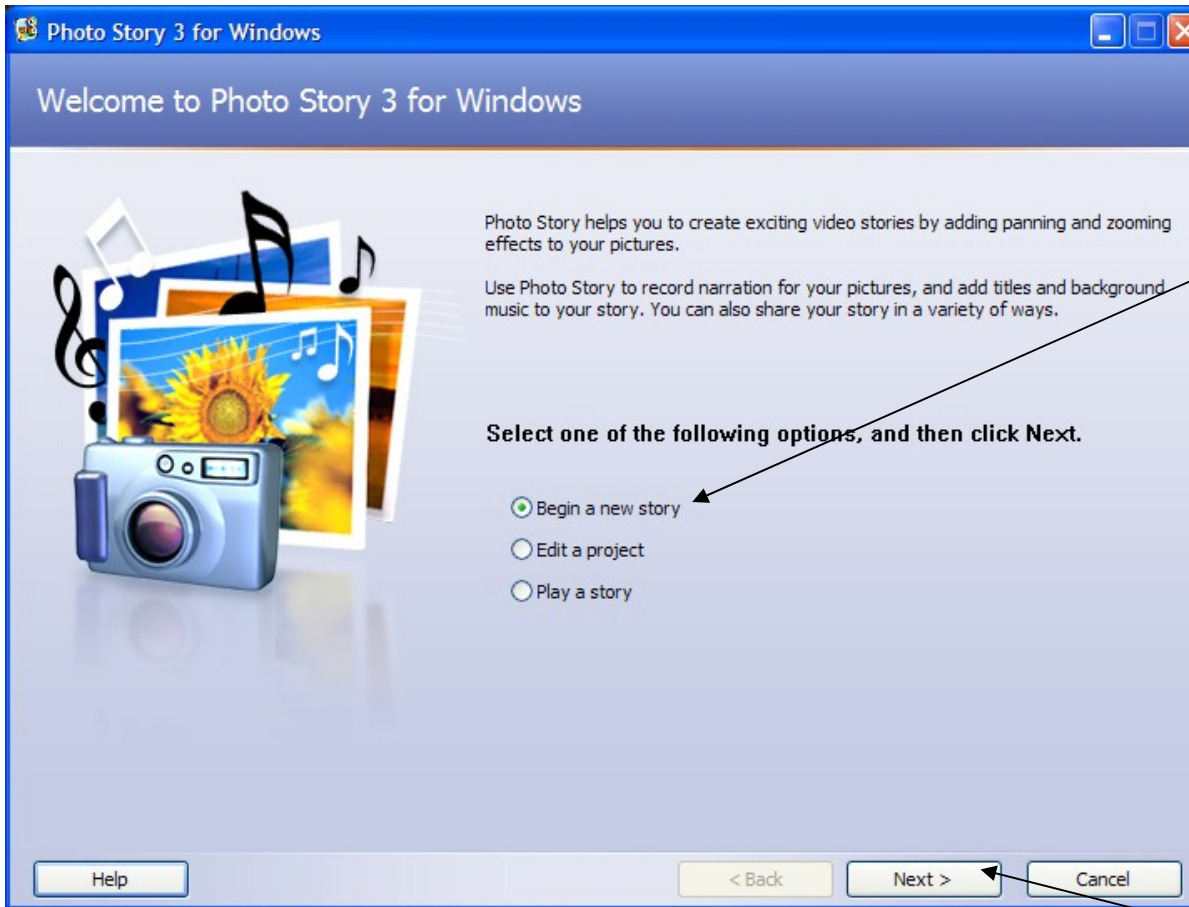 Photo Story 3 for Windows
Welcome to Photo Story 3 for Windows
Photo Story helps you to create exciting video stories by adding panning and zooming
effects to your pictures.
Use Photo Story to record narration for your pictures, and add titles and background
music to your story. You can also share your story in a variety of ways.
Select one of the following options, and then click Next.
Begin a new story
Edit a project
Play a story
Help
< Back
Next >
Cancel